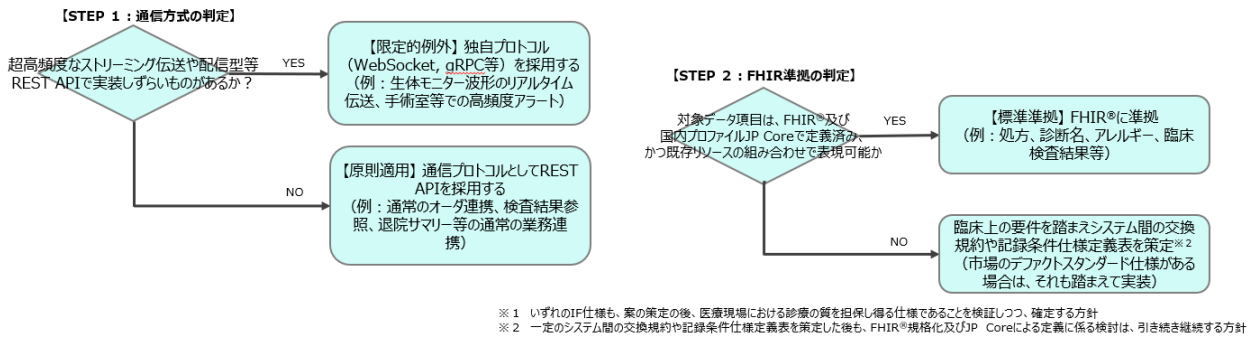 【STEP 1：通信方式の判定】
超高頻度なストリーミング伝送や配信型等
REST APIで実装しずらいものがあるか？
YES
【限定的例外】 独自プロトコル
（WebSocket, gRPC等）を採用する
（例：生体モニター波形のリアルタイム
伝送、手術室等での高頻度アラート）
NO
【原則適用】 通信プロトコルとしてREST
APIを採用する
（例：通常のオーダ連携、検査結果参
照、退院サマリー等の通常の業務連
携）
【STEP 2：FHIR準拠の判定】
対象データ項目は、FHIR®及び
国内プロファイルJP Coreで定義済み、
かつ既存リソースの組み合わせで表現可能か
YES
【標準準拠】 FHIR®に準拠
（例：処方、診断名、アレルギー、臨床
検査結果等）
NO
臨床上の要件を踏まえシステム間の交換
規約や記録条件仕様定義表を策定※2
（市場のデファクトスタンダード仕様がある
場合は、それも踏まえて実装）
※1　いずれのIF仕様も、案の策定の後、医療現場における診療の質を担保し得る仕様であることを検証しつつ、確定する方針
※2　一定のシステム間の交換規約や記録条件仕様定義表を策定した後も、FHIR®規格化及びJP Coreによる定義に係る検討は、引き続き継続する方針